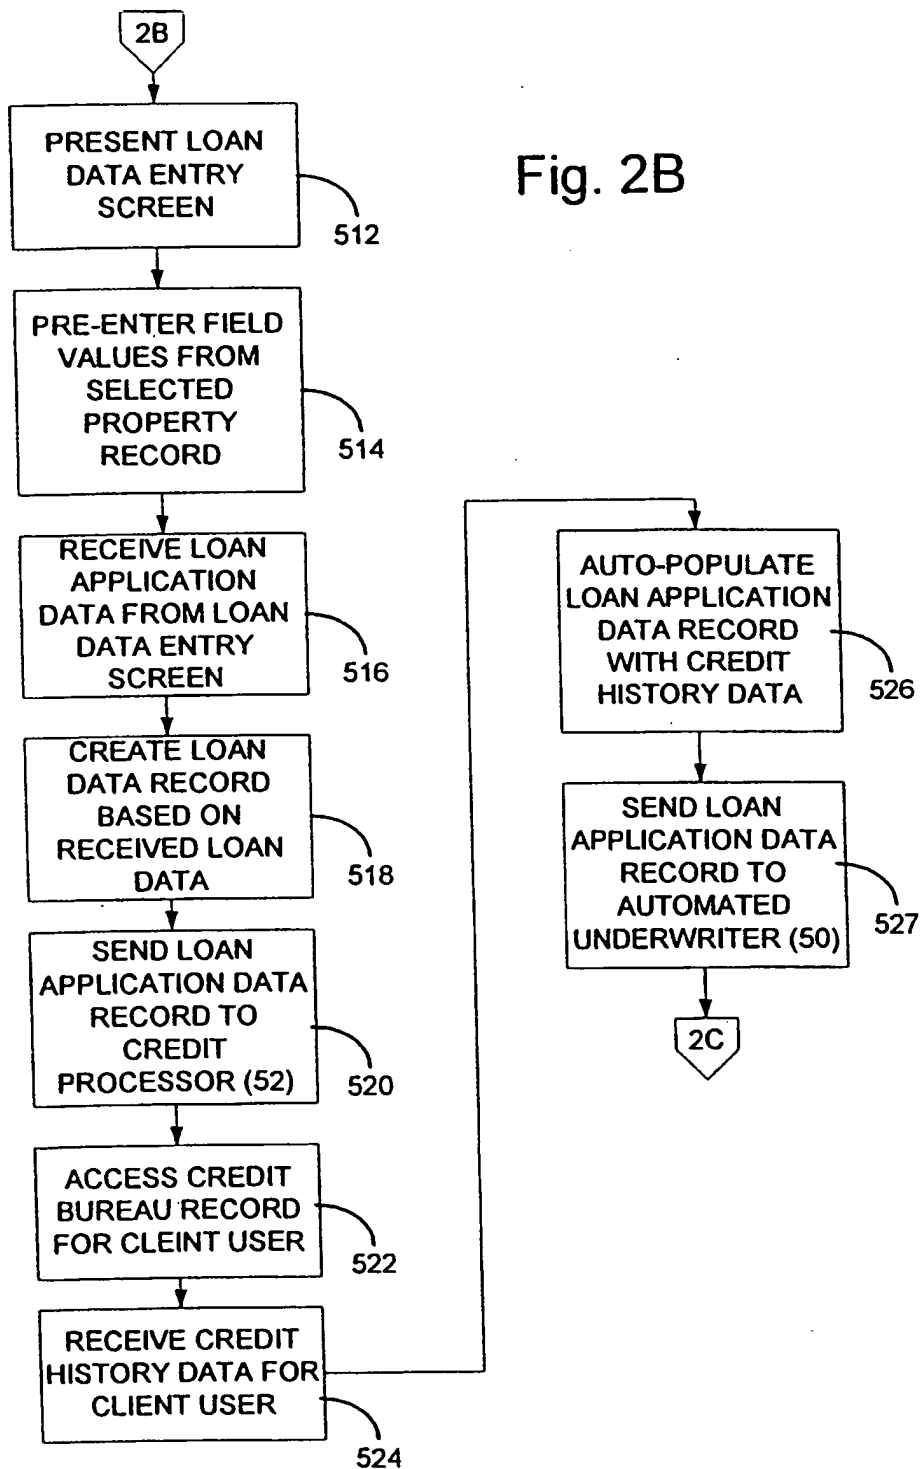 2B
PRESENT LOAN
DATA ENTRY
SCREEN
512
Fig. 2B
PRE-ENTER FIELD
VALUES FROM
SELECTED
PROPERTY
RECORD
514
RECEIVE LOAN
APPLICATION
DATA FROM LOAN
DATA ENTRY
SCREEN
516
CREATE LOAN
DATA RECORD
BASED ON
RECEIVED LOAN
DATA
518
SEND LOAN
APPLICATION DATA
RECORD TO
CREDIT
PROCESSOR (52)
520
ACCESS CREDIT
BUREAU RECORD
FOR CLEINT USER
522
RECEIVE CREDIT
HISTORY DATA FOR
CLIENT USER
524
AUTO-POPULATE
LOAN APPLICATION
DATA RECORD
WITH CREDIT
HISTORY DATA
526
SEND LOAN
APPLICATION DATA
RECORD TO
AUTOMATED
UNDERWRITER (50)
527
2C